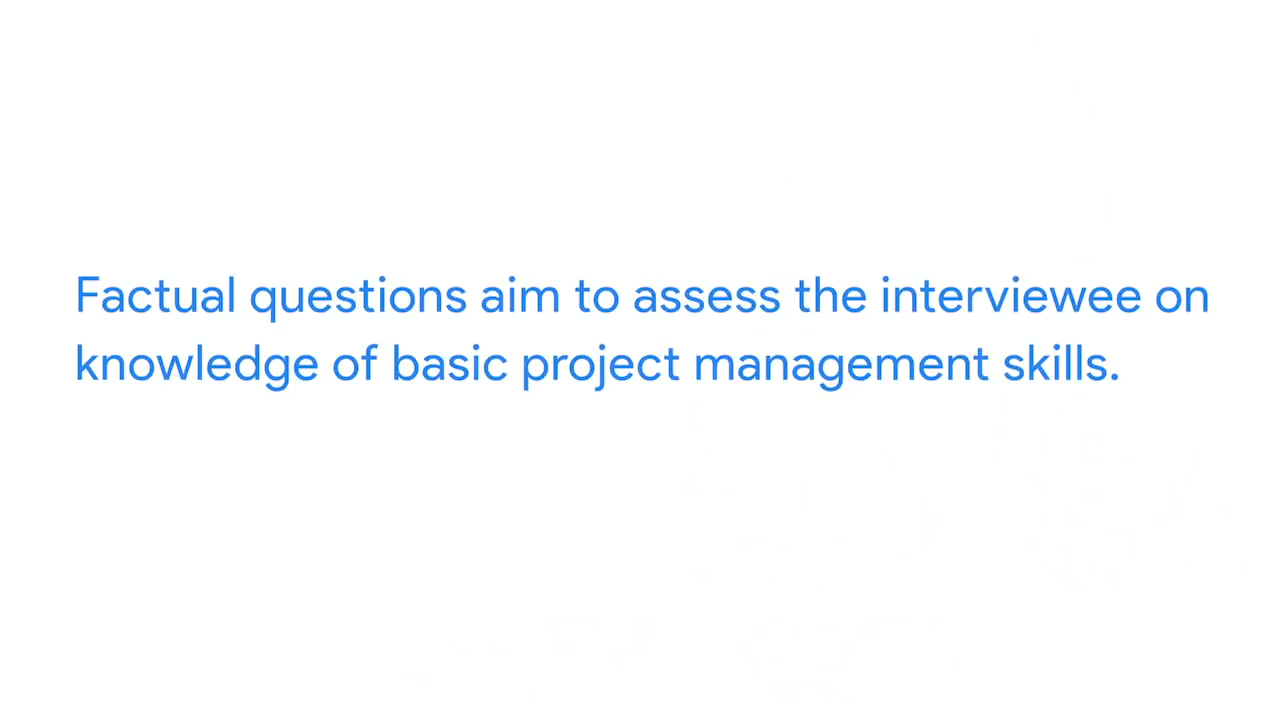 Factual questions aim to assess the interviewee on
knowledge of basic project management skills.